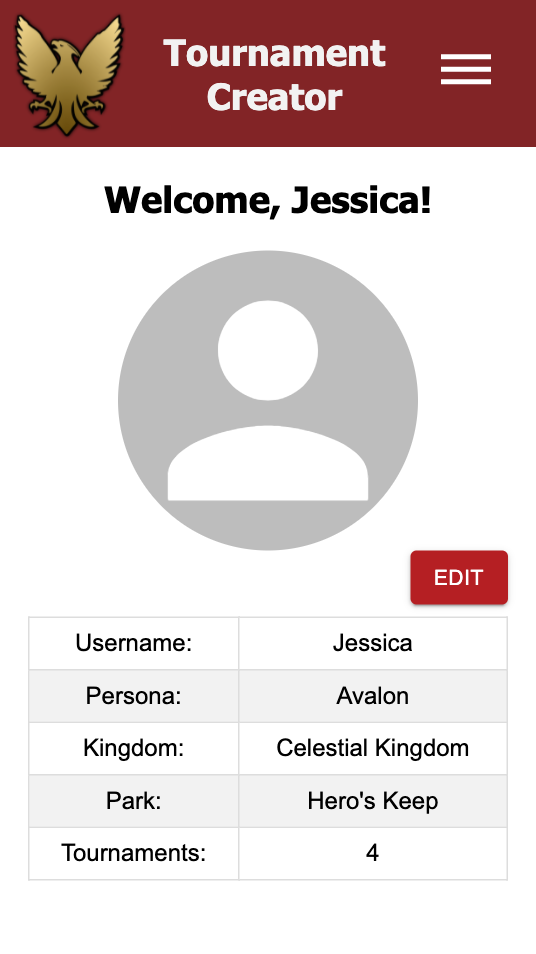 Tournament
Creator
Welcome, Jessica!
EDIT
Username: Jessica
Persona: Avalon
Kingdom: Celestial Kingdom
Park: Hero's Keep
Tournaments: 4